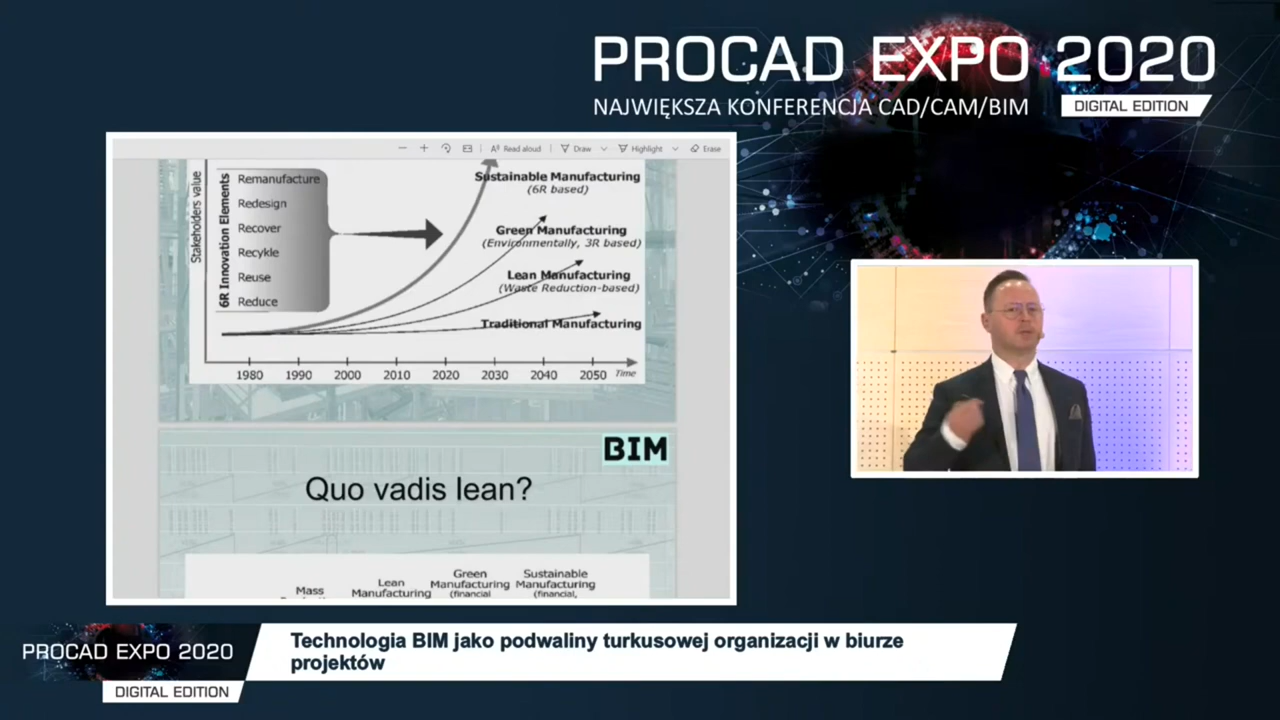 PROCAD EXPO 2020
NAJWIĘKSZA KONFERENCJA CAD/CAM/BIM
DIGITAL EDITION
Read aloud
Draw
Highlight
Erase
Stakeholders value
6R Innovation Elements
Remanufacture
Redesign
Recover
Recykle
Reuse
Reduce
Sustainable Manufacturing
(6R based)
Green Manufacturing
(Environmentally, 3R based)
Lean Manufacturing
(Waste Reduction-based)
Traditional Manufacturing
1980 1990 2000 2010 2020 2030 2040 2050 Time
BIM
Quo vadis lean?
Mass
Lean
Manufacturing
Green
Manufacturing
(financial
Sustainable
Manufacturing
(financial,
PROCAD EXPO 2020
DIGITAL EDITION
Technologia BIM jako podwaliny turkusowej organizacji w biurze
projektów